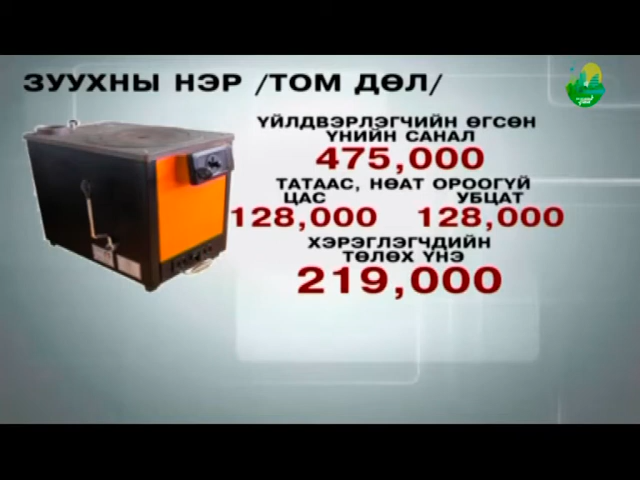 ЗУУХНЫ НЭР /ТОМ ДӨЛ/
ҮЙЛДВЭРЛЭГЧИЙН ӨГСӨН
ҮНИЙН САНАЛ
475,000
ТАТААС, НӨАТ ОРООГҮЙ
ЦАС УБЦАТ
128,000 128,000
ХЭРЭГЛЭГЧДИЙН
ТӨЛӨХ ҮНЭ
219,000